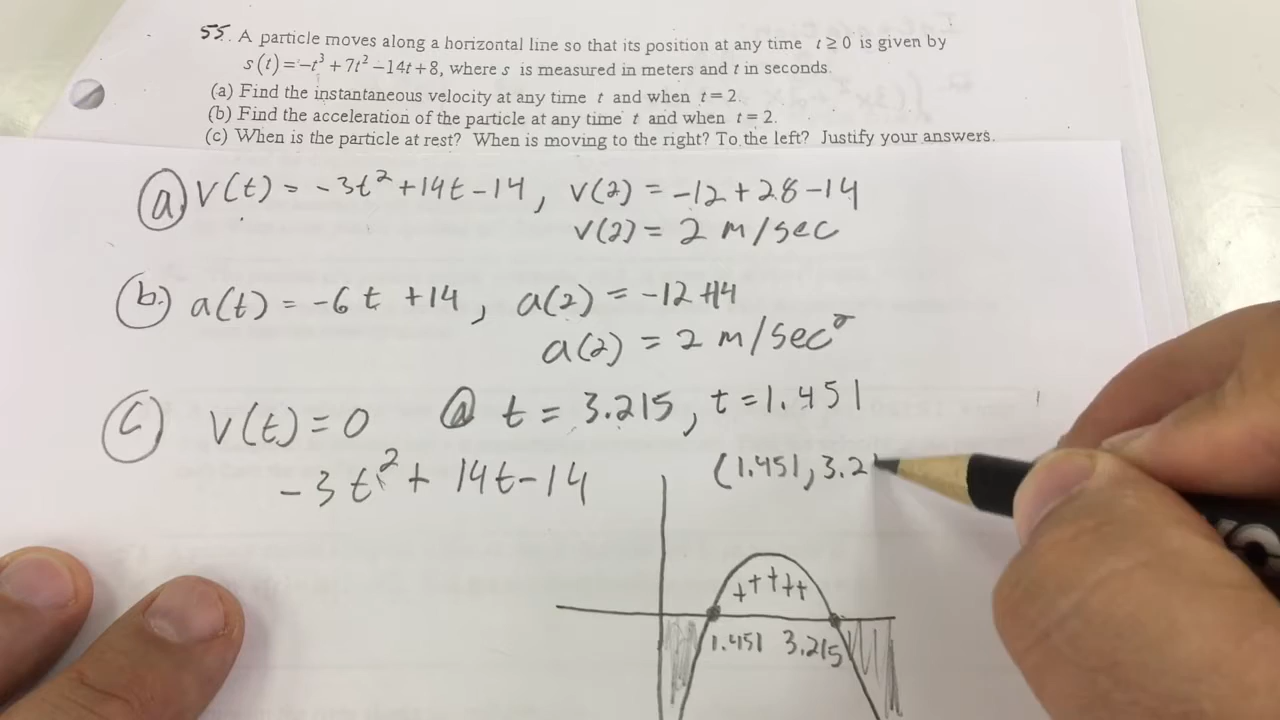 55. A particle moves along a horizontal line so that its position at any time t ≥ 0 is given by
s(t) = -t³ + 7t² - 14t + 8, where s is measured in meters and t in seconds.
(a) Find the instantaneous velocity at any time t and when t = 2.
(b) Find the acceleration of the particle at any time t and when t = 2.
(c) When is the particle at rest? When is moving to the right? To the left? Justify your answers.
(a) V(t) = -3t² + 14t - 14, v(2) = -12 + 28 - 14
v(2) = 2 m/sec
(b.) a(t) = -6t + 14, a(2) = -12 + 14
a(2) = 2 m/sec²
(c) V(t) = 0 @ t = 3.215, t = 1.451
-3t² + 14t - 14
(1.451, 3.2
+++++
1.451 3.215